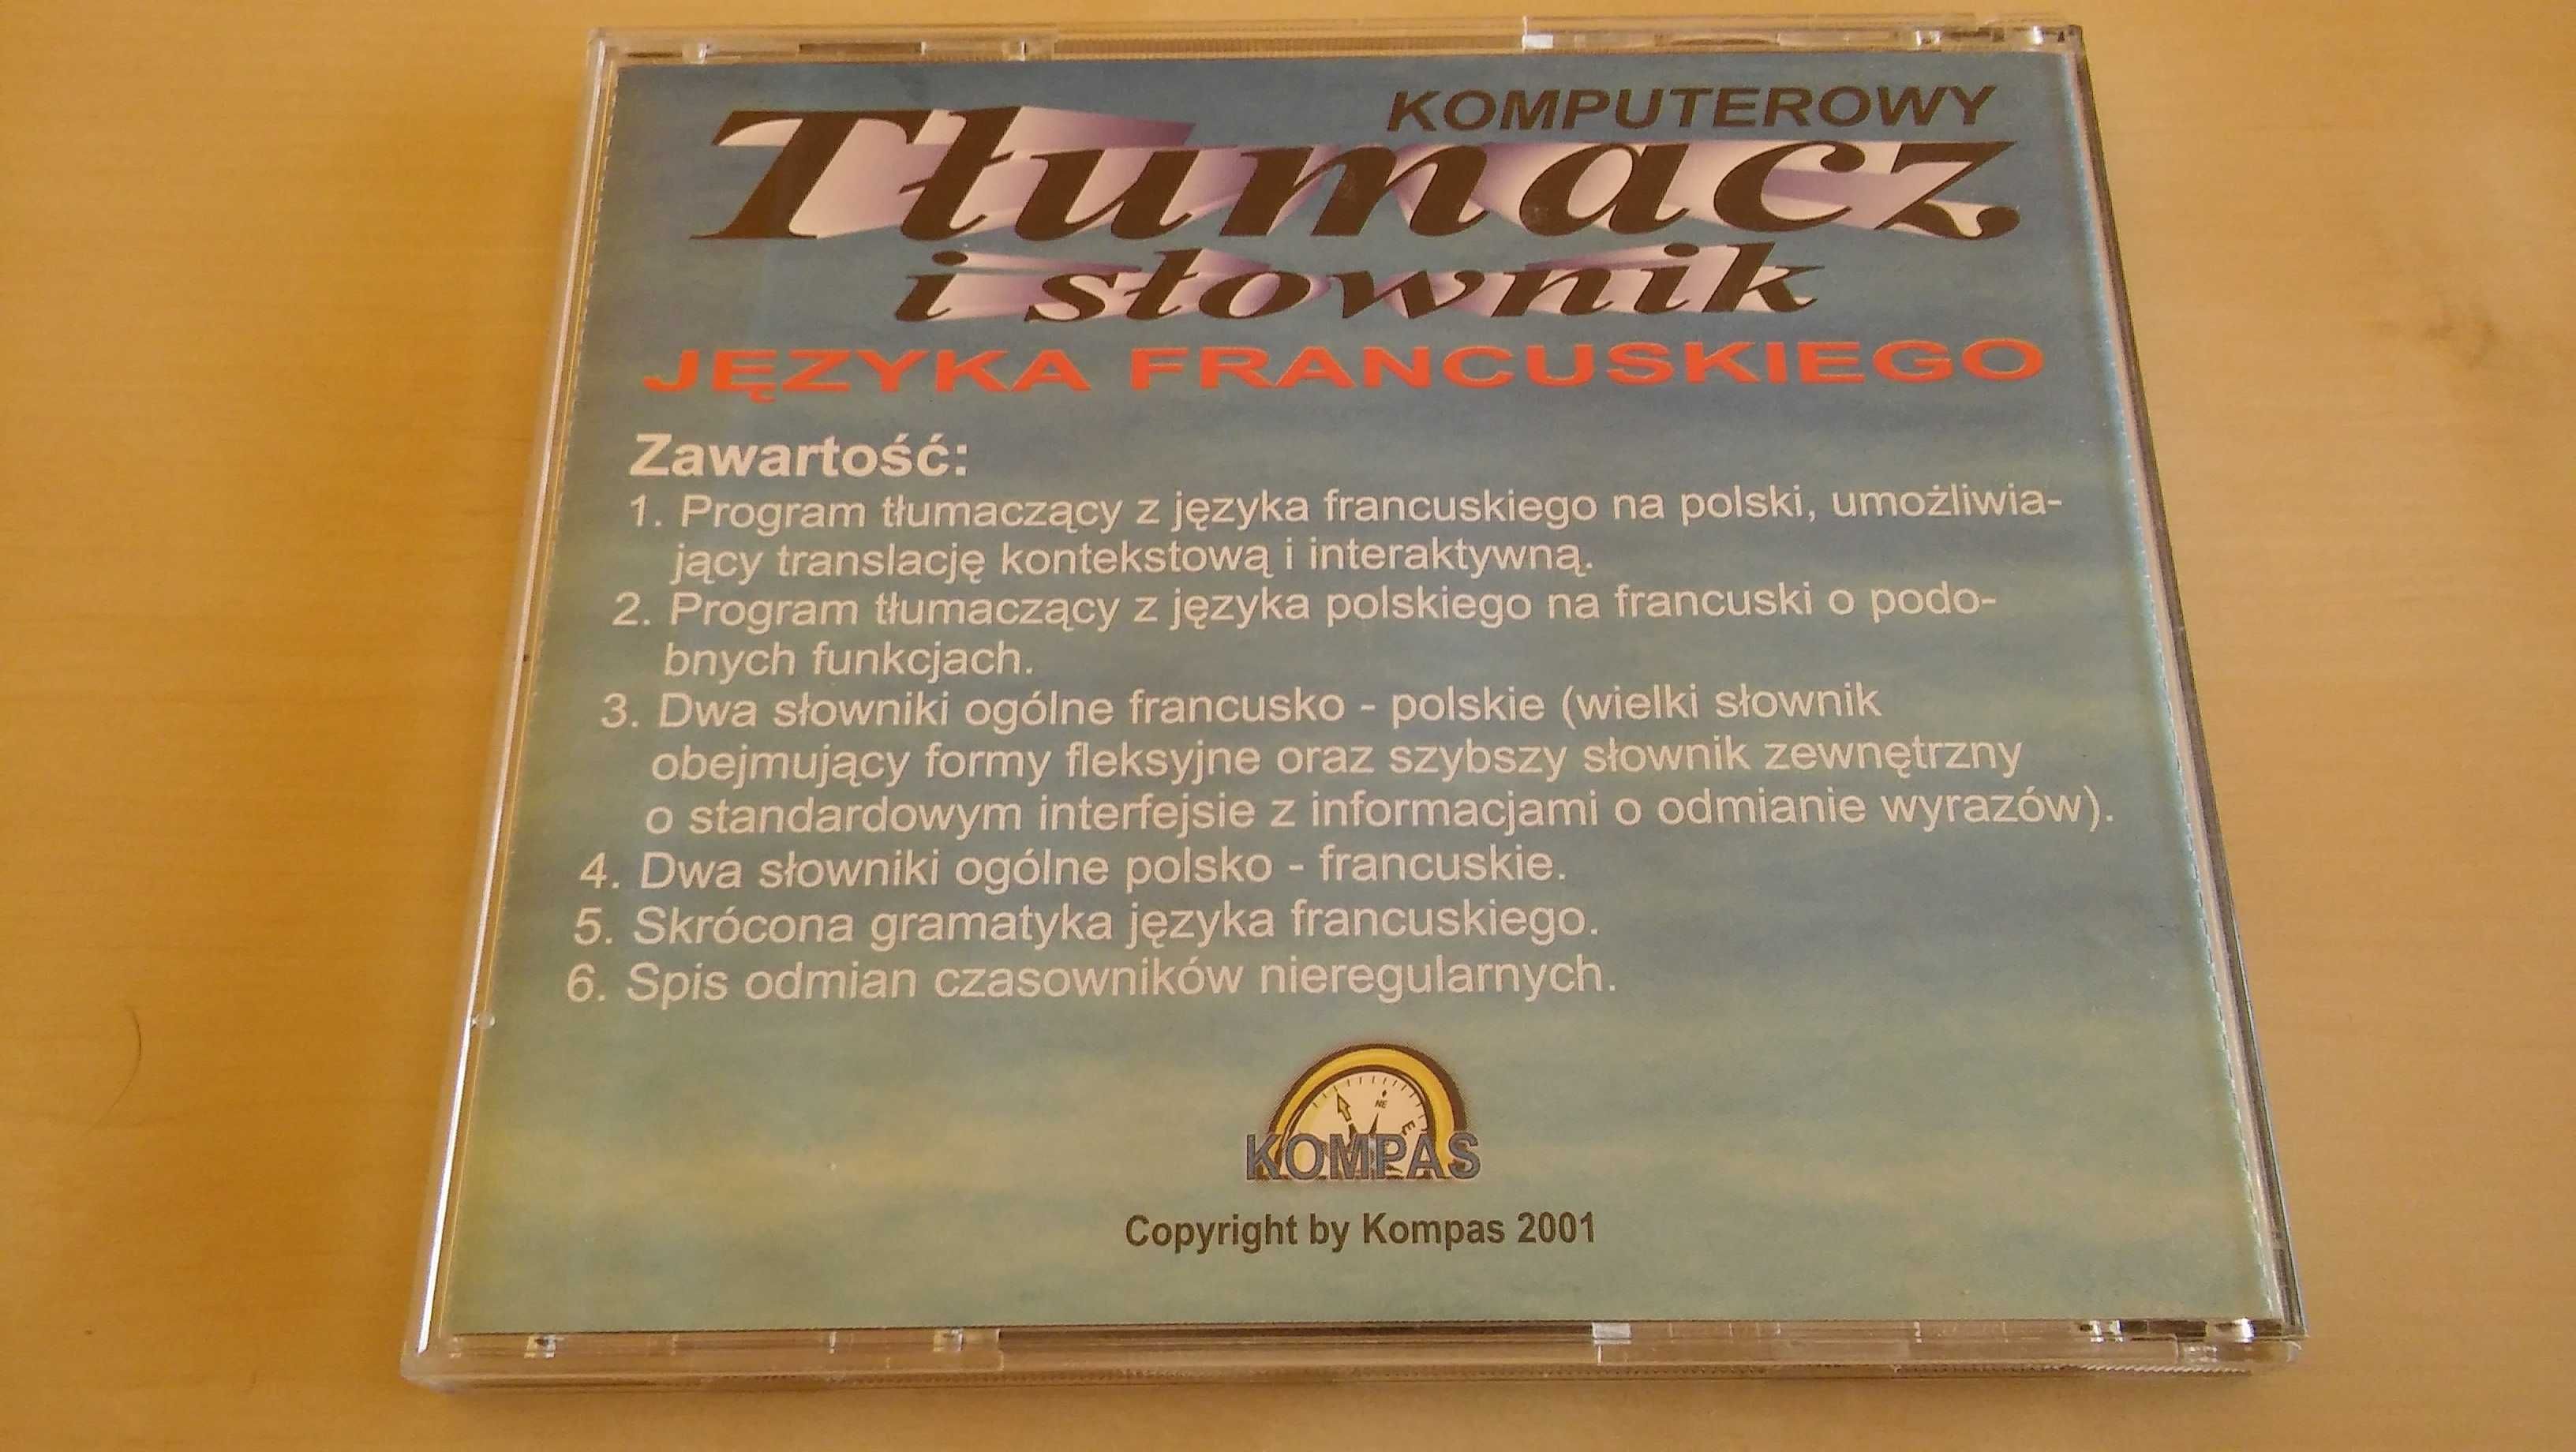 KOMPUTEROWY
Tłumacz
i słownik
JĘZYKA FRANCUSKIEGO
Zawartość:
1. Program tłumaczący z języka francuskiego na polski, umożliwia-
jący translację kontekstową i interaktywną.
2. Program tłumaczący z języka polskiego na francuski o podo-
bnych funkcjach.
3. Dwa słowniki ogólne francusko - polskie (wielki słownik
obejmujący formy fleksyjne oraz szybszy słownik zewnętrzny
o standardowym interfejsie z informacjami o odmianie wyrazów).
4. Dwa słowniki ogólne polsko - francuskie.
5. Skrócona gramatyka języka francuskiego.
6. Spis odmian czasowników nieregularnych.
NE
E
KOMPAS
Copyright by Kompas 2001